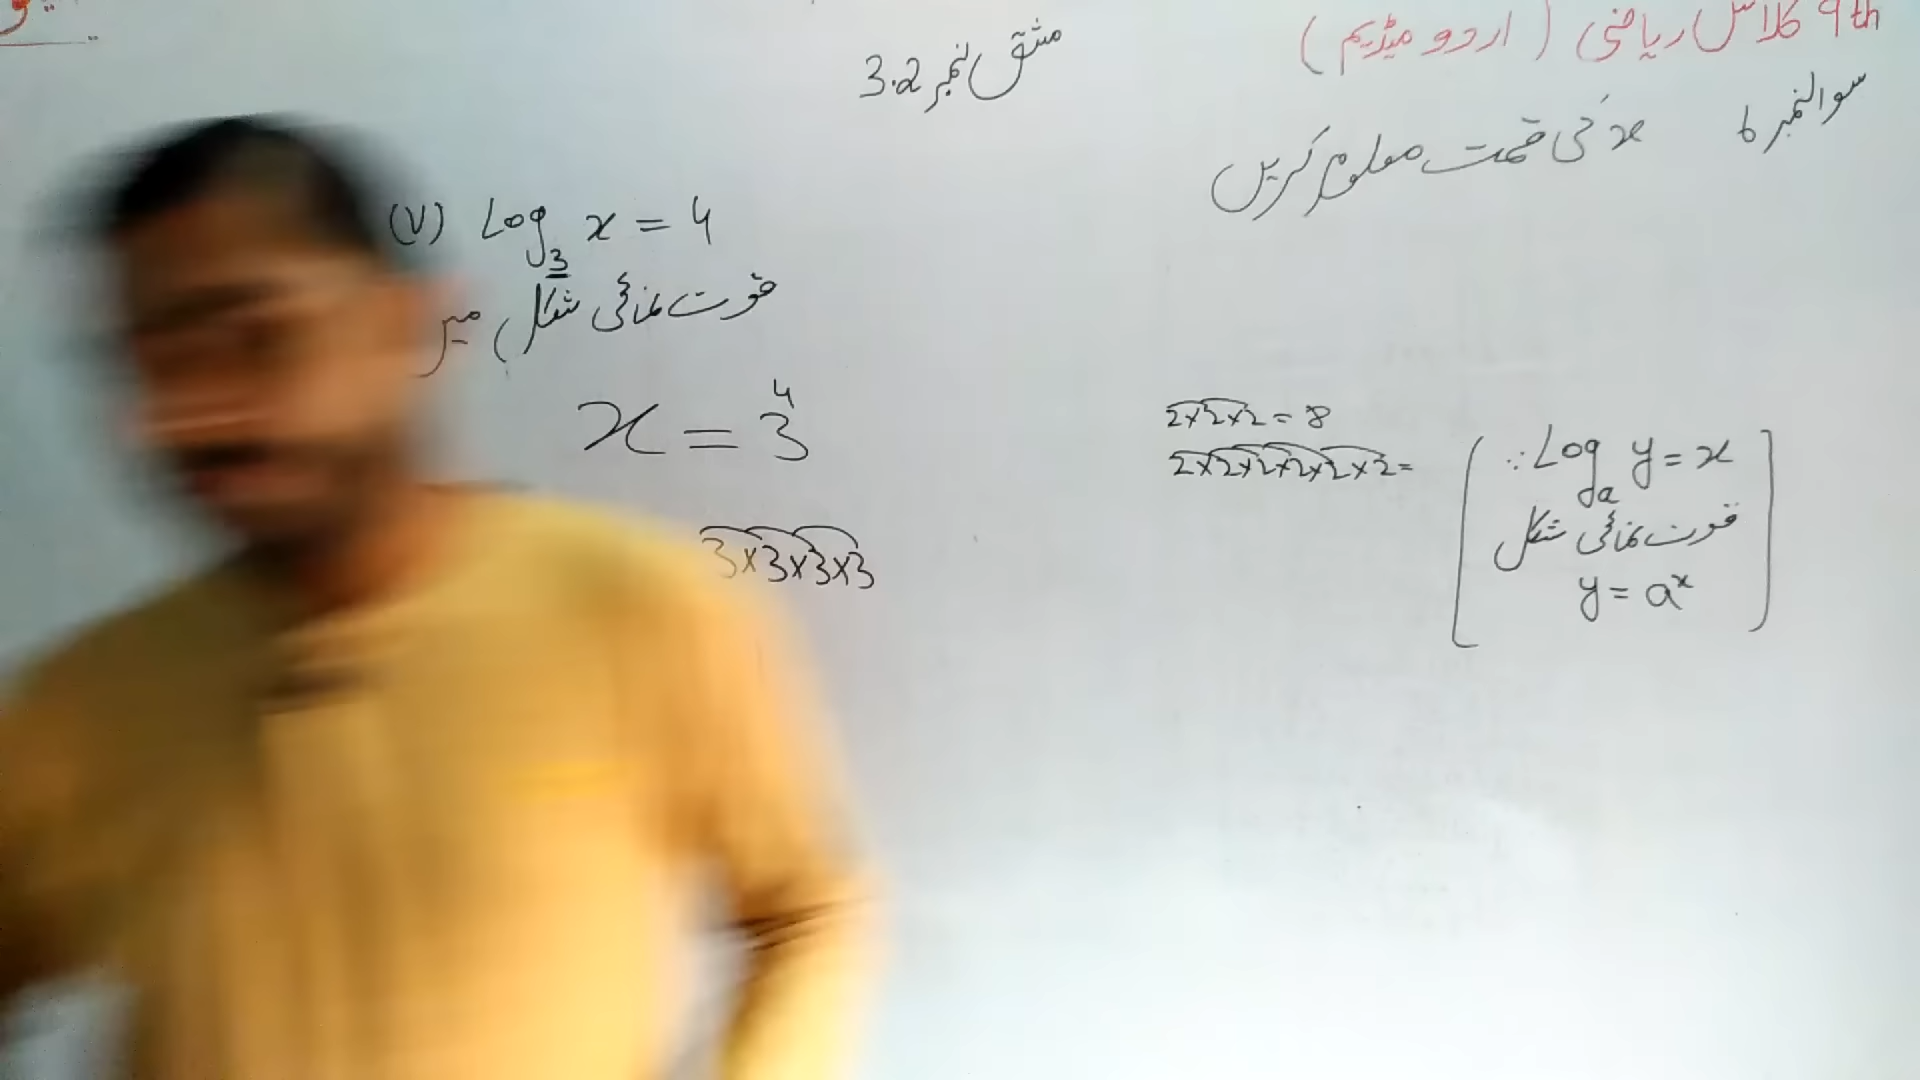 9th کلاس ریاضی (اردو میڈیم)
مشق نمبر 3.2
سوال نمبر 6 x کی قیمت معلوم کریں
(V) Log₃ x = 4
قوت نمائی شکل میں
x = 3⁴
3×3×3×3
2×2×2=8
2×2×2×2×2×2=
∵ Logₐ y = x
قوت نمائی شکل
y = aˣ